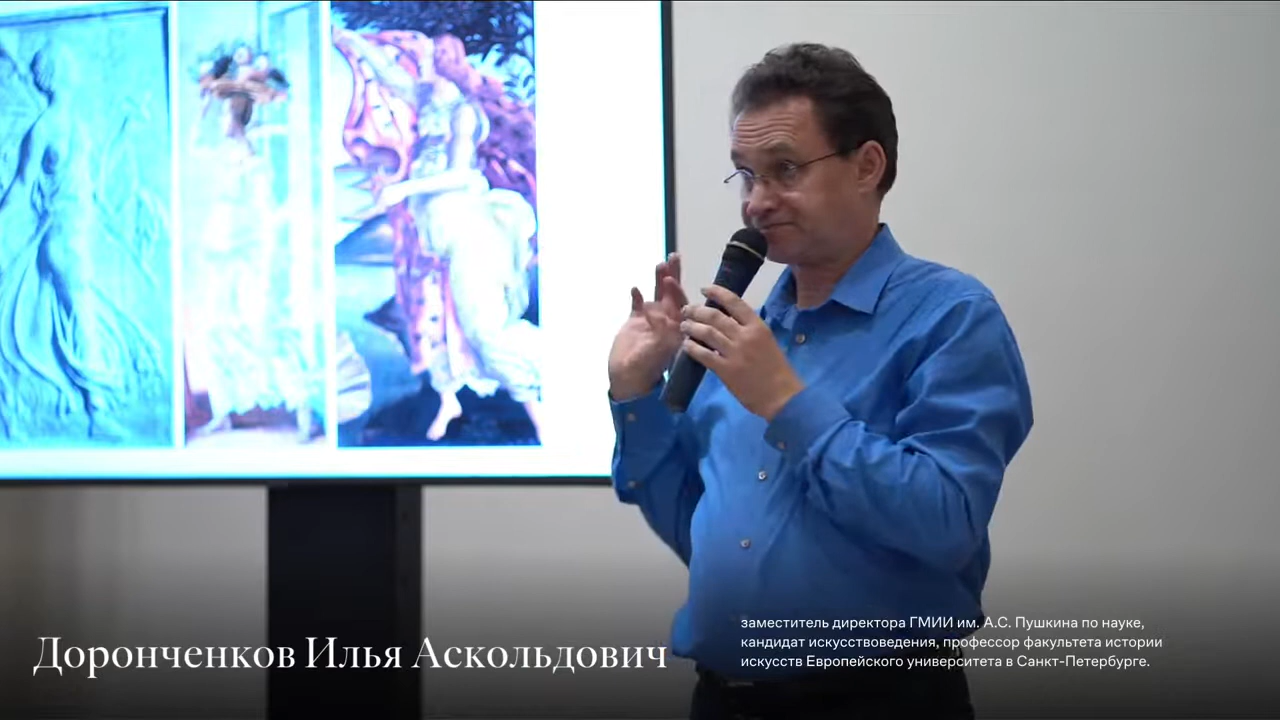 Доронченков Илья Аскольдович
заместитель директора ГМИИ им. А.С. Пушкина по науке,
кандидат искусствоведения, профессор факультета истории
искусств Европейского университета в Санкт-Петербурге.